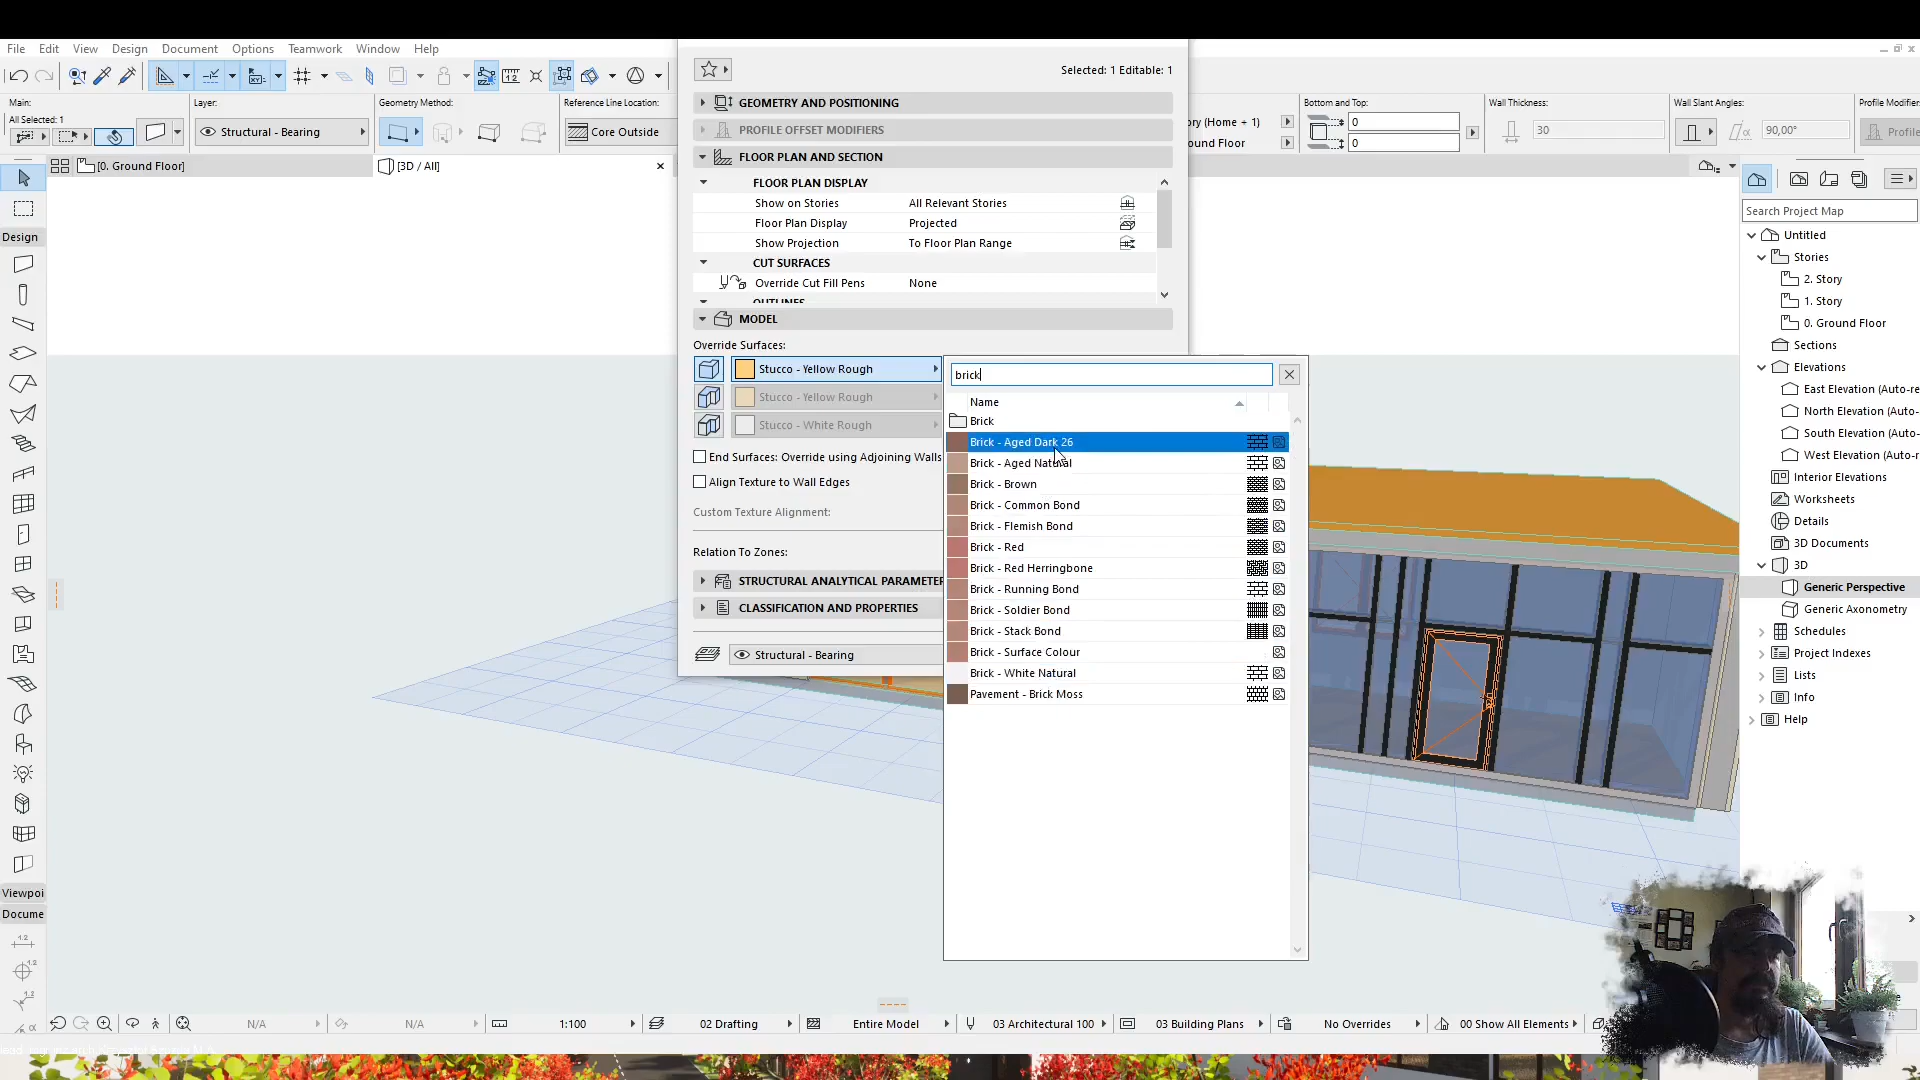 File Edit View Design Document Options Teamwork Window Help
Selected: 1 Editable: 1
Main:
All Selected: 1
Layer:
Structural - Bearing
Geometry Method:
Reference Line Location:
Core Outside
ory (Home + 1)
ound Floor
Bottom and Top:
0
0
Wall Thickness:
30
Wall Slant Angles:
90,00°
Profile Modifier
Profile
[0. Ground Floor]
[3D / All]
Design
Viewpoi
Docume
GEOMETRY AND POSITIONING
PROFILE OFFSET MODIFIERS
FLOOR PLAN AND SECTION
FLOOR PLAN DISPLAY
Show on Stories All Relevant Stories
Floor Plan Display Projected
Show Projection To Floor Plan Range
CUT SURFACES
Override Cut Fill Pens None
OUTLINES
MODEL
Override Surfaces:
Stucco - Yellow Rough
Stucco - Yellow Rough
Stucco - White Rough
End Surfaces: Override using Adjoining Walls
Align Texture to Wall Edges
Custom Texture Alignment:
Relation To Zones:
STRUCTURAL ANALYTICAL PARAMETER
CLASSIFICATION AND PROPERTIES
Structural - Bearing
brick
Name
Brick
Brick - Aged Dark 26
Brick - Aged Natural
Brick - Brown
Brick - Common Bond
Brick - Flemish Bond
Brick - Red
Brick - Red Herringbone
Brick - Running Bond
Brick - Soldier Bond
Brick - Stack Bond
Brick - Surface Colour
Brick - White Natural
Pavement - Brick Moss
Search Project Map
Untitled
Stories
2. Story
1. Story
0. Ground Floor
Sections
Elevations
East Elevation (Auto-re
North Elevation (Auto-
South Elevation (Auto-r
West Elevation (Auto-r
Interior Elevations
Worksheets
Details
3D Documents
3D
Generic Perspective
Generic Axonometry
Schedules
Project Indexes
Lists
Info
Help
N/A
N/A
1:100
02 Drafting
Entire Model
03 Architectural 100
03 Building Plans
No Overrides
00 Show All Elements